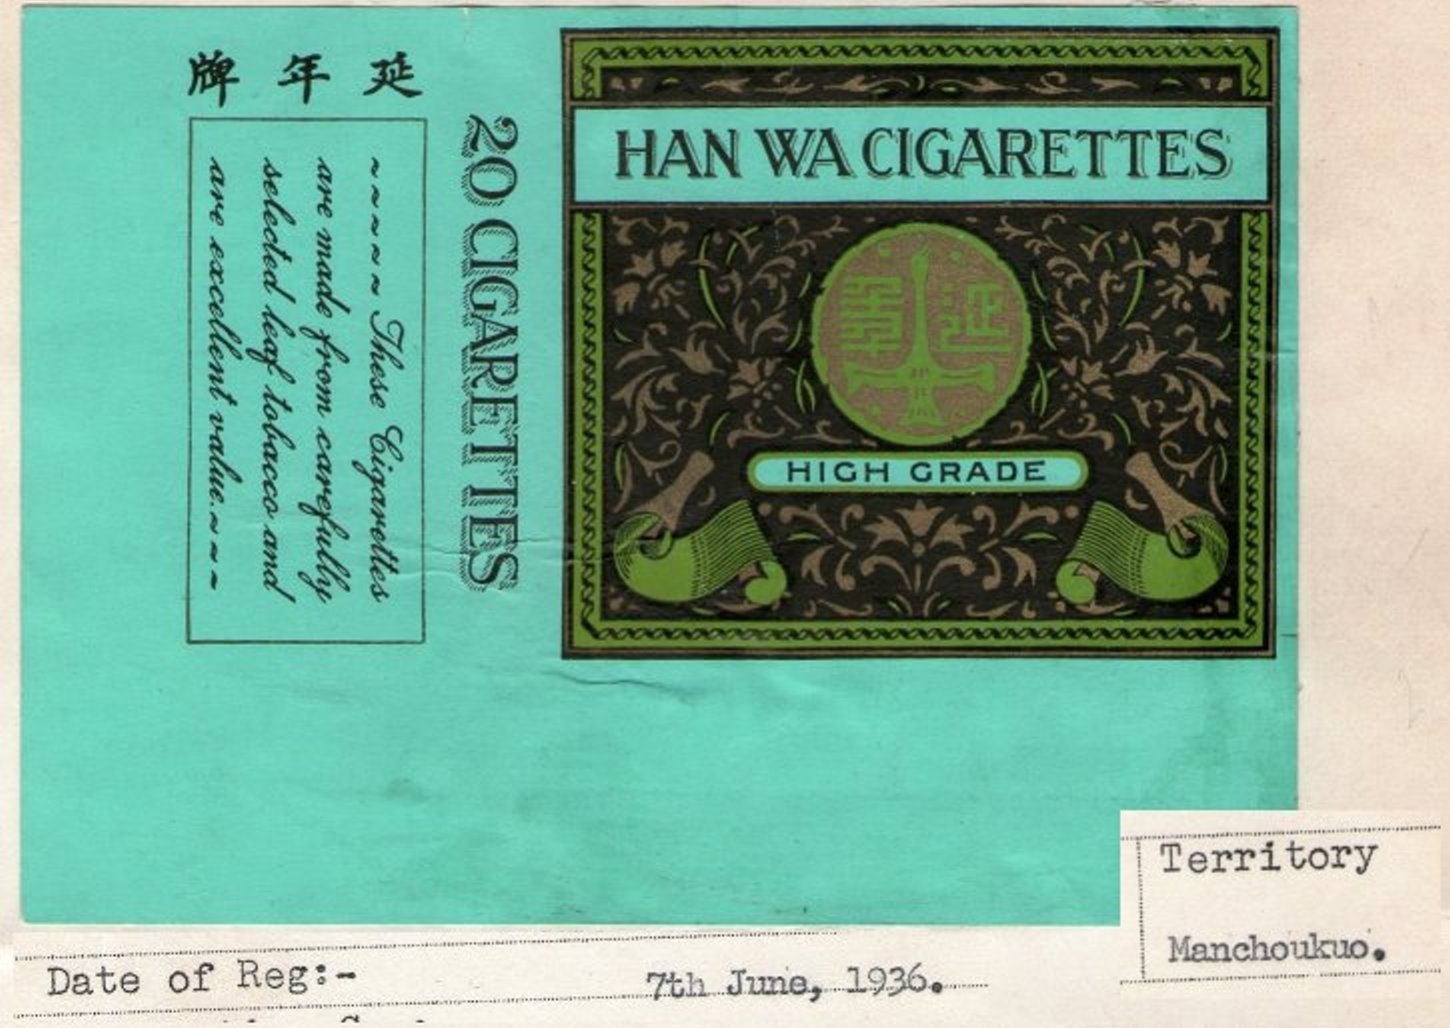 牌年延
~~~~~These Cigarettes
are made from carefully
selected leaf tobacco and
are excellent value.~~~
20 CIGARETTES
HAN WA CIGARETTES
延
HIGH GRADE
Territory
Manchoukuo.
Date of Reg:- 7th June, 1936.